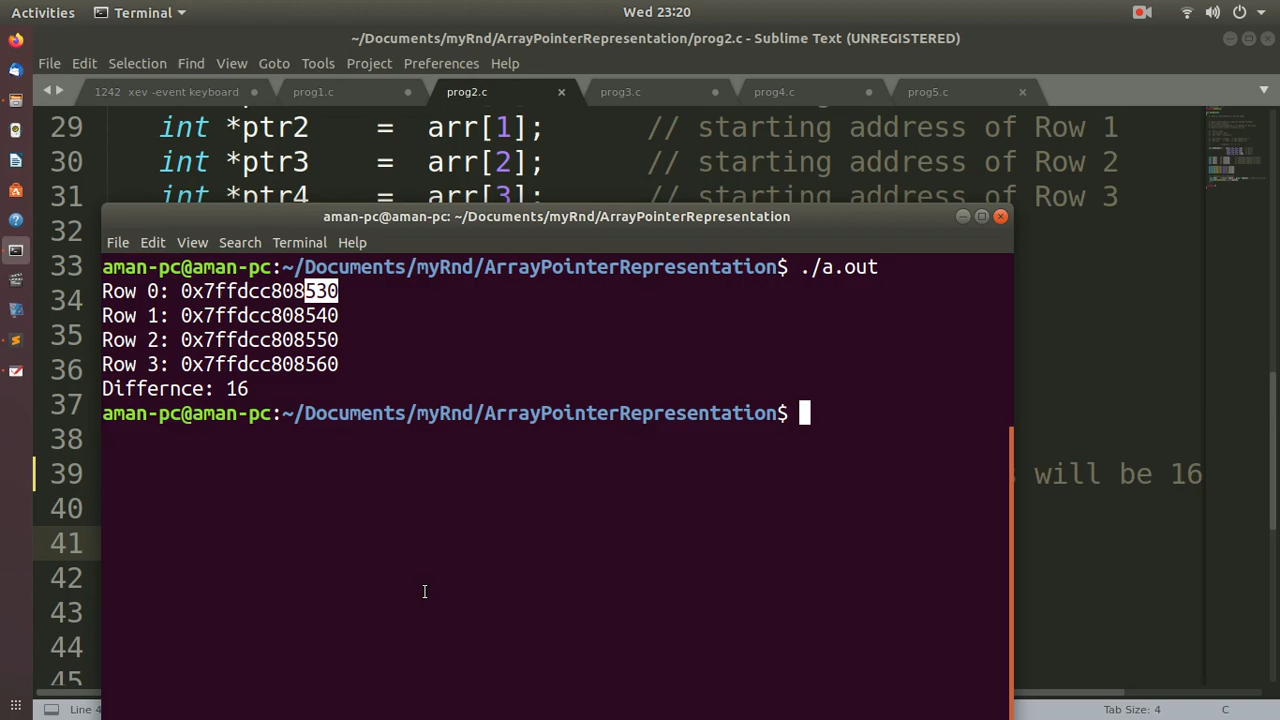 Activities Terminal Wed 23:20
~/Documents/myRnd/ArrayPointerRepresentation/prog2.c - Sublime Text (UNREGISTERED)
File Edit Selection Find View Goto Tools Project Preferences Help
1242 xev -event keyboard prog1.c prog2.c prog3.c prog4.c prog5.c
29 int *ptr2 = arr[1]; // starting address of Row 1
30 int *ptr3 = arr[2]; // starting address of Row 2
31 int *ptr4 = arr[3]; // starting address of Row 3
aman-pc@aman-pc: ~/Documents/myRnd/ArrayPointerRepresentation
32
File Edit View Search Terminal Help
33 aman-pc@aman-pc:~/Documents/myRnd/ArrayPointerRepresentation$ ./a.out
Row 0: 0x7ffdcc808530
34
Row 1: 0x7ffdcc808540
35
Row 2: 0x7ffdcc808550
36 Row 3: 0x7ffdcc808560
Differnce: 16
37 aman-pc@aman-pc:~/Documents/myRnd/ArrayPointerRepresentation$
38
39 will be 16
40
41
42
43
44
45
Tab Size: 4 C